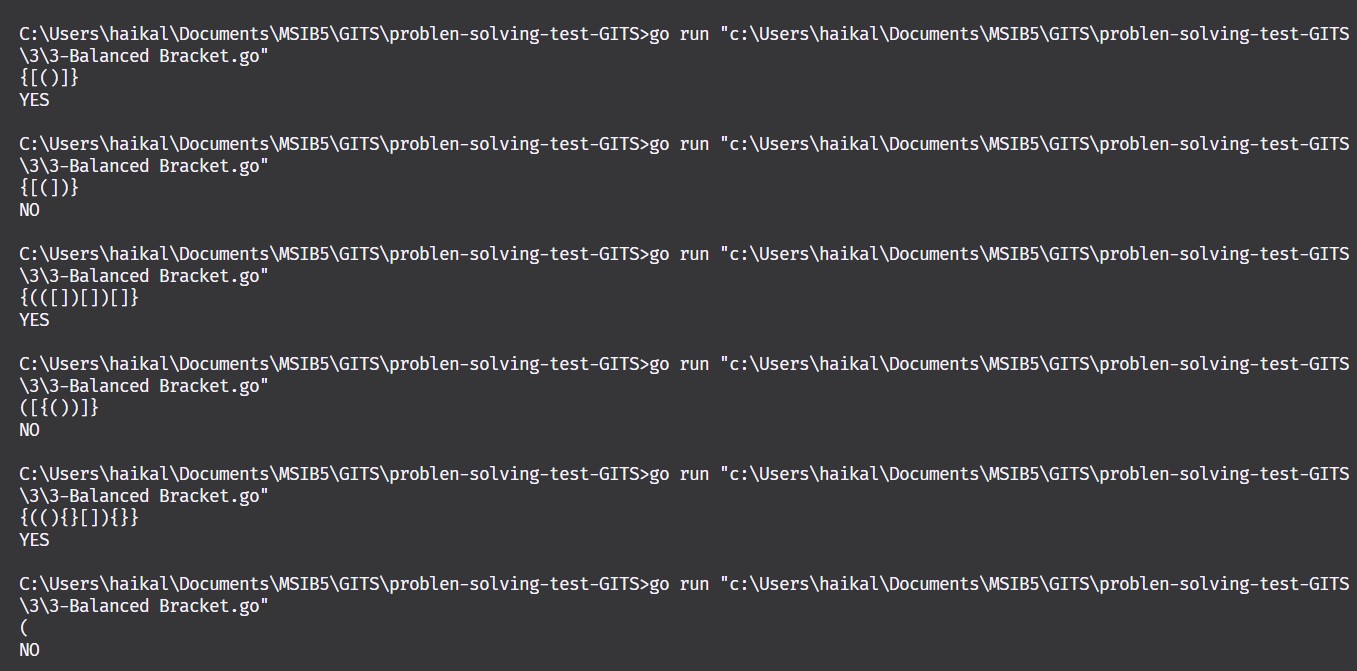 C:\Users\haikal\Documents\MSIB5\GITS\problen-solving-test-GITS>go run "c:\Users\haikal\Documents\MSIB5\GITS\problen-solving-test-GITS
\3\3-Balanced Bracket.go"
{[()]}
YES
C:\Users\haikal\Documents\MSIB5\GITS\problen-solving-test-GITS>go run "c:\Users\haikal\Documents\MSIB5\GITS\problen-solving-test-GITS
\3\3-Balanced Bracket.go"
{[(])}
NO
C:\Users\haikal\Documents\MSIB5\GITS\problen-solving-test-GITS>go run "c:\Users\haikal\Documents\MSIB5\GITS\problen-solving-test-GITS
\3\3-Balanced Bracket.go"
{(([])[])[]}
YES
C:\Users\haikal\Documents\MSIB5\GITS\problen-solving-test-GITS>go run "c:\Users\haikal\Documents\MSIB5\GITS\problen-solving-test-GITS
\3\3-Balanced Bracket.go"
([{())]}
NO
C:\Users\haikal\Documents\MSIB5\GITS\problen-solving-test-GITS>go run "c:\Users\haikal\Documents\MSIB5\GITS\problen-solving-test-GITS
\3\3-Balanced Bracket.go"
{((){}[]){}}
YES
C:\Users\haikal\Documents\MSIB5\GITS\problen-solving-test-GITS>go run "c:\Users\haikal\Documents\MSIB5\GITS\problen-solving-test-GITS
\3\3-Balanced Bracket.go"
(
NO